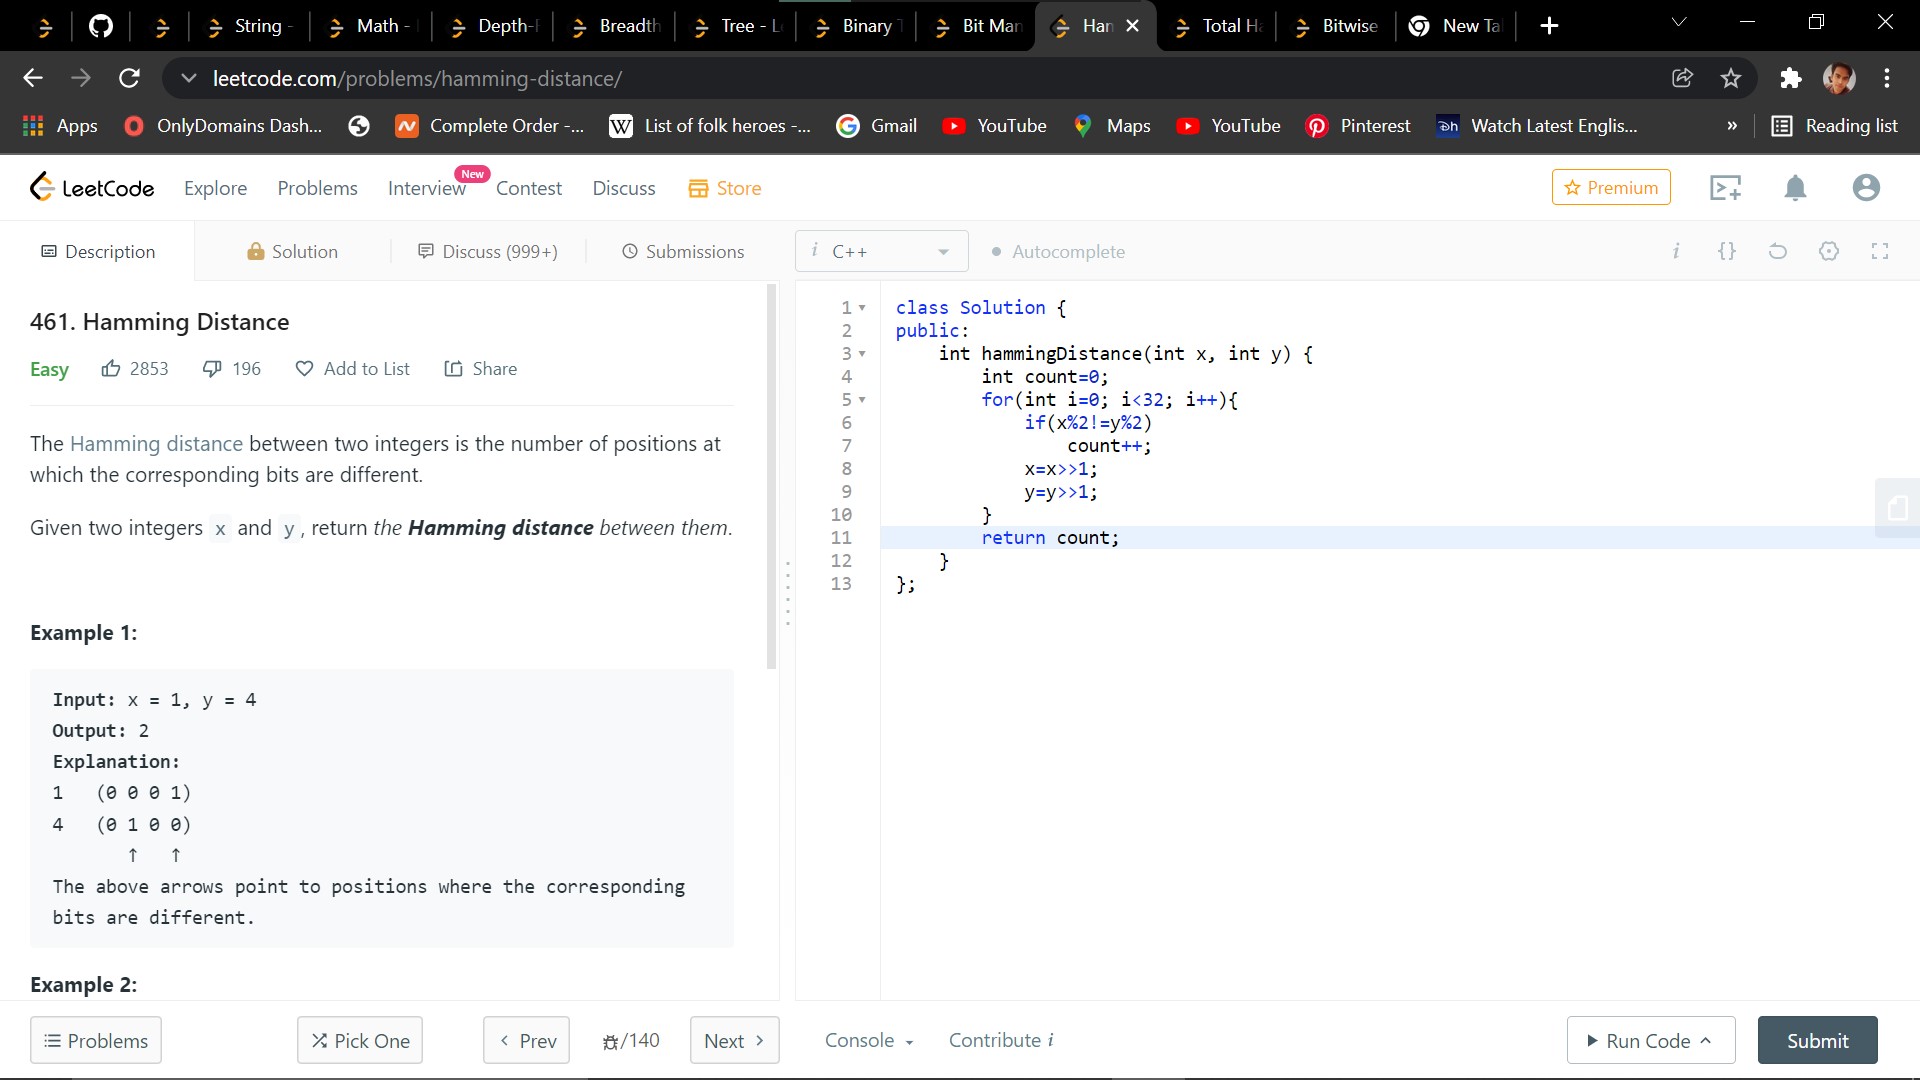 String -
Math -
Depth-F
Breadth
Tree - L
Binary T
Bit Man
Han
Total Ha
Bitwise
New Ta
leetcode.com/problems/hamming-distance/
Apps
OnlyDomains Dash...
Complete Order -...
W List of folk heroes -...
Gmail
YouTube
Maps
YouTube
Pinterest
Watch Latest Englis...
»
Reading list
LeetCode
Explore
Problems
Interview
New
Contest
Discuss
Store
Premium
Description
Solution
Discuss (999+)
Submissions
i C++
Autocomplete
i {}
461. Hamming Distance
Easy 2853 196 Add to List Share
The Hamming distance between two integers is the number of positions at
which the corresponding bits are different.
Given two integers x and y, return the Hamming distance between them.
Example 1:
Input: x = 1, y = 4
Output: 2
Explanation:
1   (0 0 0 1)
4   (0 1 0 0)
↑   ↑
The above arrows point to positions where the corresponding
bits are different.
Example 2:
1 class Solution {
2 public:
3     int hammingDistance(int x, int y) {
4         int count=0;
5         for(int i=0; i<32; i++){
6             if(x%2!=y%2)
7                 count++;
8             x=x>>1;
9             y=y>>1;
10         }
11         return count;
12     }
13 };
Problems
Pick One
Prev
/140
Next
Console
Contribute i
Run Code
Submit